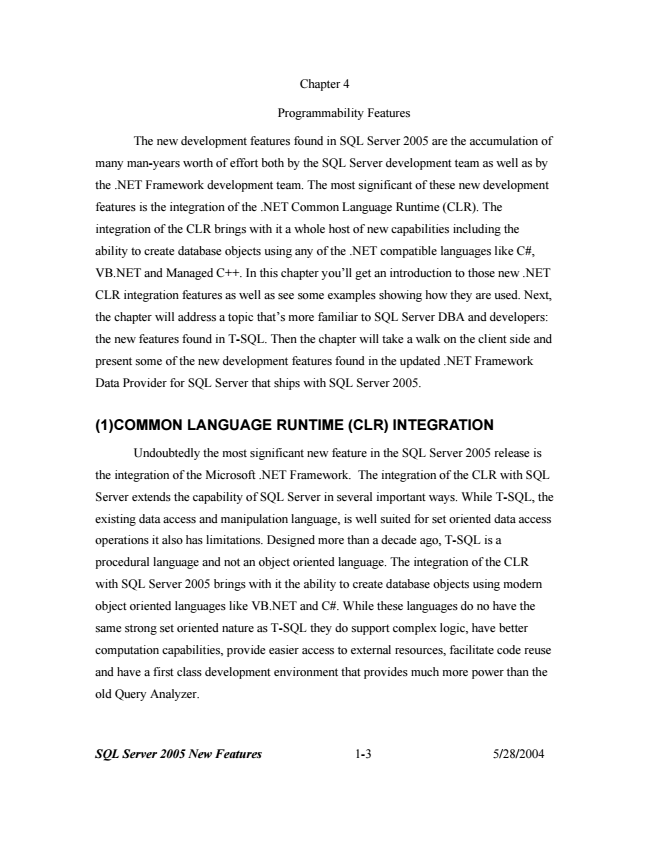 Chapter 4
Programmability Features
The new development features found in SQL Server 2005 are the accumulation of
many man-years worth of effort both by the SQL Server development team as well as by
the .NET Framework development team. The most significant of these new development
features is the integration of the .NET Common Language Runtime (CLR). The
integration of the CLR brings with it a whole host of new capabilities including the
ability to create database objects using any of the .NET compatible languages like C#,
VB.NET and Managed C++. In this chapter you’ll get an introduction to those new .NET
CLR integration features as well as see some examples showing how they are used. Next,
the chapter will address a topic that’s more familiar to SQL Server DBA and developers:
the new features found in T-SQL. Then the chapter will take a walk on the client side and
present some of the new development features found in the updated .NET Framework
Data Provider for SQL Server that ships with SQL Server 2005.
(1)COMMON LANGUAGE RUNTIME (CLR) INTEGRATION
Undoubtedly the most significant new feature in the SQL Server 2005 release is
the integration of the Microsoft .NET Framework.  The integration of the CLR with SQL
Server extends the capability of SQL Server in several important ways. While T-SQL, the
existing data access and manipulation language, is well suited for set oriented data access
operations it also has limitations. Designed more than a decade ago, T-SQL is a
procedural language and not an object oriented language. The integration of the CLR
with SQL Server 2005 brings with it the ability to create database objects using modern
object oriented languages like VB.NET and C#. While these languages do no have the
same strong set oriented nature as T-SQL they do support complex logic, have better
computation capabilities, provide easier access to external resources, facilitate code reuse
and have a first class development environment that provides much more power than the
old Query Analyzer.
SQL Server 2005 New Features 1-3 5/28/2004